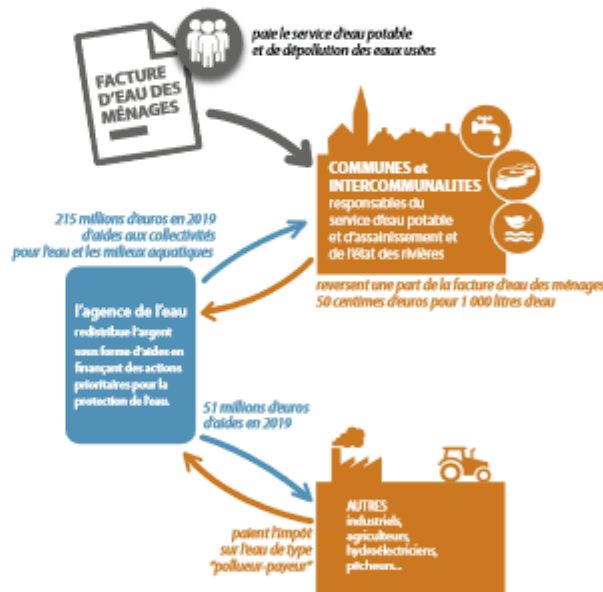 paie le service d'eau potable
et de dépollution des eaux usées
FACTURE
D'EAU DES
MÉNAGES
COMMUNES et
INTERCOMMUNALITES
responsables du
service d'eau potable
et d'assainissement et
de l'état des rivières
215 millions d'euros en 2019
d'aides aux collectivités
pour l'eau et les milieux aquatiques
reversent une part de la facture d'eau des ménages
50 centimes d'euros pour 1 000 litres d'eau
l'agence de l'eau
redistribue l'argent
sous forme d'aides en
finançant des actions
prioritaires pour la
protection de l'eau.
51 millions d'euros
d'aides en 2019
AUTRES
industriels,
agriculteurs,
hydroélectriciens,
pêcheurs...
paient l'impôt
sur l'eau de type
"pollueur-payeur"